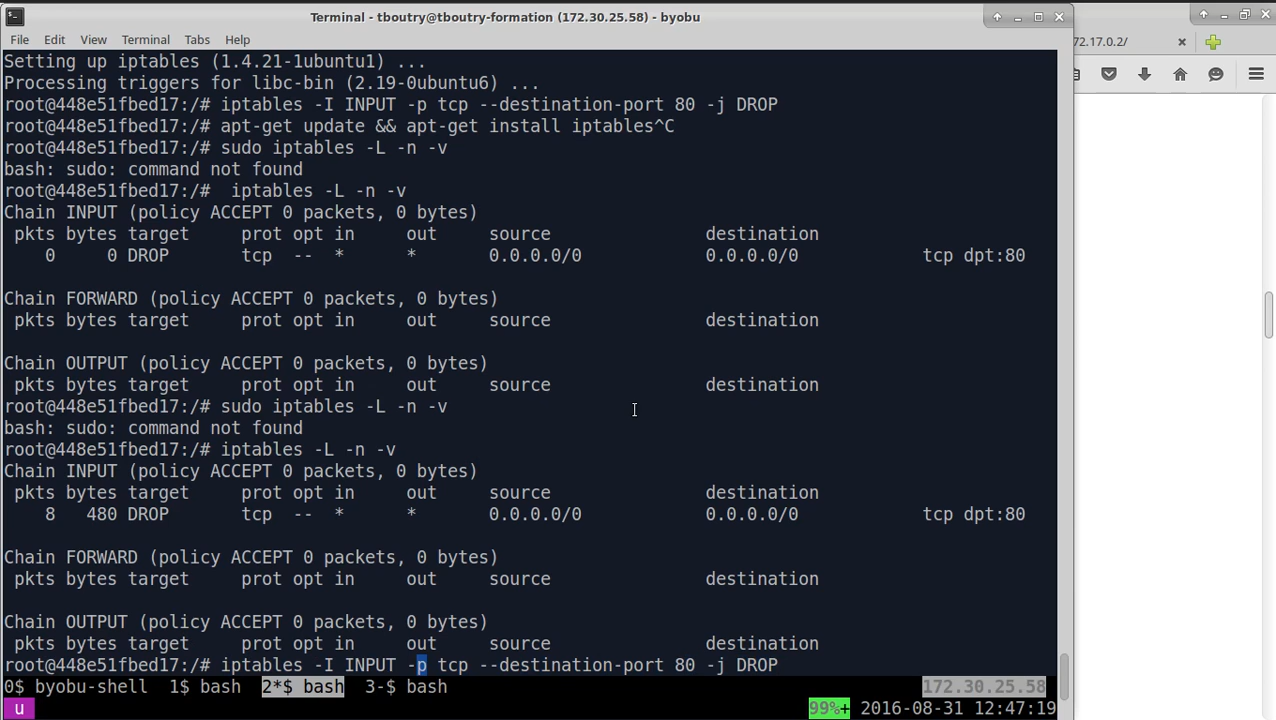 Terminal - tboutry@tboutry-formation (172.30.25.58) - byobu
File Edit View Terminal Tabs Help
72.17.0.2/
Setting up iptables (1.4.21-1ubuntu1) ...
Processing triggers for libc-bin (2.19-0ubuntu6) ...
root@448e51fbed17:/# iptables -I INPUT -p tcp --destination-port 80 -j DROP
root@448e51fbed17:/# apt-get update && apt-get install iptables^C
root@448e51fbed17:/# sudo iptables -L -n -v
bash: sudo: command not found
root@448e51fbed17:/#  iptables -L -n -v
Chain INPUT (policy ACCEPT 0 packets, 0 bytes)
 pkts bytes target     prot opt in     out     source               destination
    0     0 DROP       tcp  --  *      *       0.0.0.0/0            0.0.0.0/0            tcp dpt:80
Chain FORWARD (policy ACCEPT 0 packets, 0 bytes)
 pkts bytes target     prot opt in     out     source               destination
Chain OUTPUT (policy ACCEPT 0 packets, 0 bytes)
 pkts bytes target     prot opt in     out     source               destination
root@448e51fbed17:/# sudo iptables -L -n -v
bash: sudo: command not found
root@448e51fbed17:/# iptables -L -n -v
Chain INPUT (policy ACCEPT 0 packets, 0 bytes)
 pkts bytes target     prot opt in     out     source               destination
    8   480 DROP       tcp  --  *      *       0.0.0.0/0            0.0.0.0/0            tcp dpt:80
Chain FORWARD (policy ACCEPT 0 packets, 0 bytes)
 pkts bytes target     prot opt in     out     source               destination
Chain OUTPUT (policy ACCEPT 0 packets, 0 bytes)
 pkts bytes target     prot opt in     out     source               destination
root@448e51fbed17:/# iptables -I INPUT -p tcp --destination-port 80 -j DROP
0$ byobu-shell  1$ bash  2*$ bash  3-$ bash 172.30.25.58
u 99%+ 2016-08-31 12:47:19